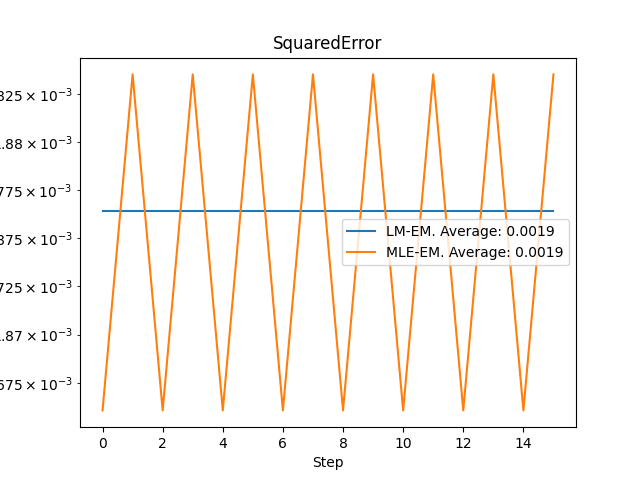 SquaredError
825 × 10⁻³
.88 × 10⁻³
775 × 10⁻³
875 × 10⁻³
725 × 10⁻³
.87 × 10⁻³
675 × 10⁻³
LM-EM. Average: 0.0019
MLE-EM. Average: 0.0019
0 2 4 6 8 10 12 14
Step